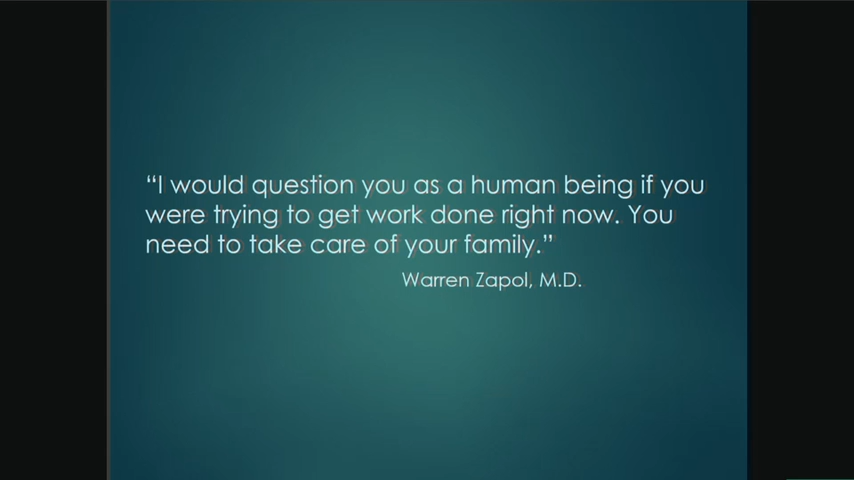 “I would question you as a human being if you
were trying to get work done right now. You
need to take care of your family.”
Warren Zapol, M.D.